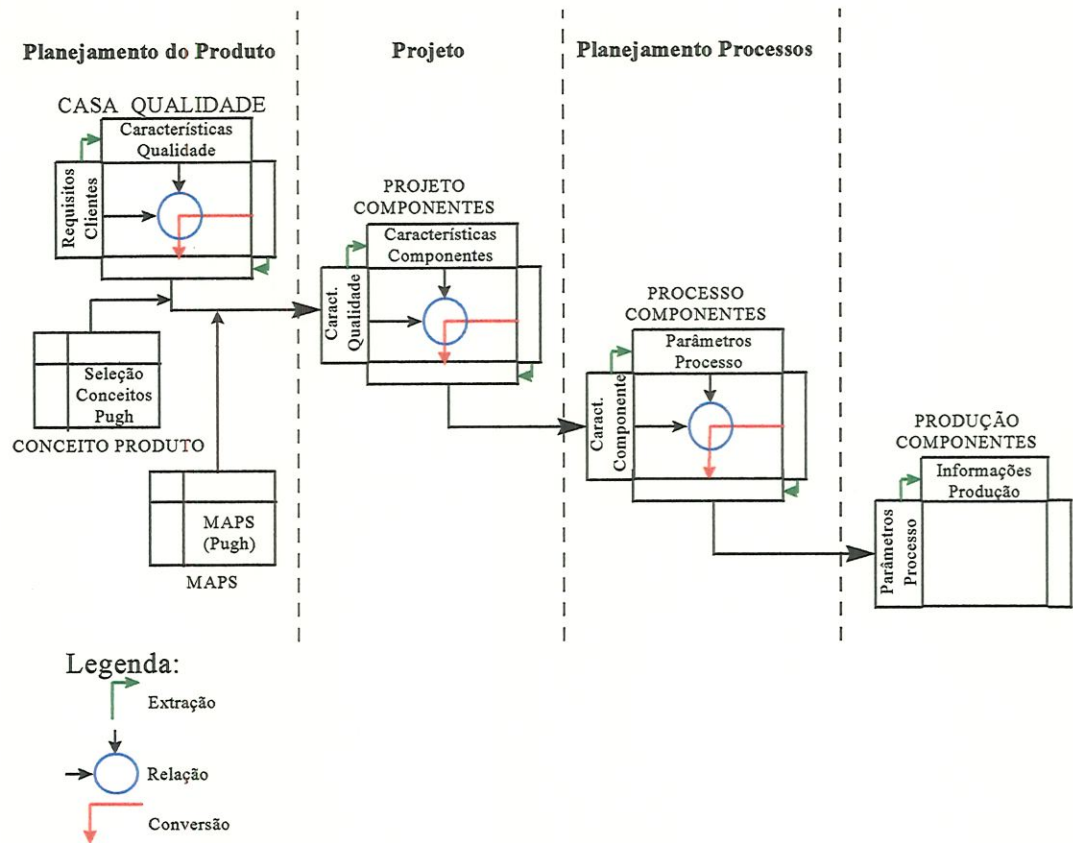 Planejamento do Produto
Projeto
Planejamento Processos
CASA QUALIDADE
Características
Qualidade
Requisitos
Clientes
PROJETO
COMPONENTES
Características
Componentes
Caract.
Qualidade
PROCESSO
COMPONENTES
Parâmetros
Processo
Caract.
Componente
PRODUÇÃO
COMPONENTES
Informações
Produção
Parâmetros
Processo
Seleção
Conceitos
Pugh
CONCEITO PRODUTO
MAPS
(Pugh)
MAPS
Legenda:
Extração
Relação
Conversão